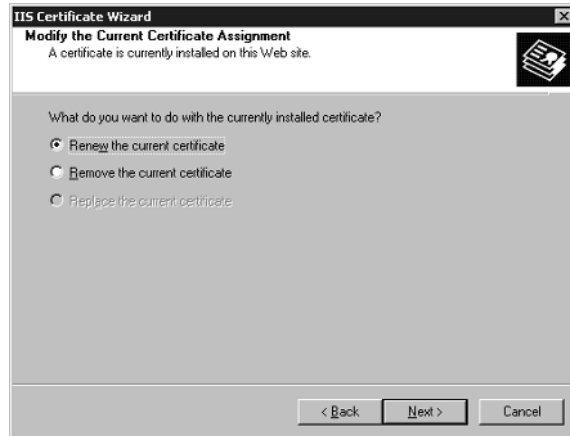 IIS Certificate Wizard
Modify the Current Certificate Assignment
A certificate is currently installed on this Web site.
What do you want to do with the currently installed certificate?
Renew the current certificate
Remove the current certificate
Replace the current certificate
< Back
Next >
Cancel